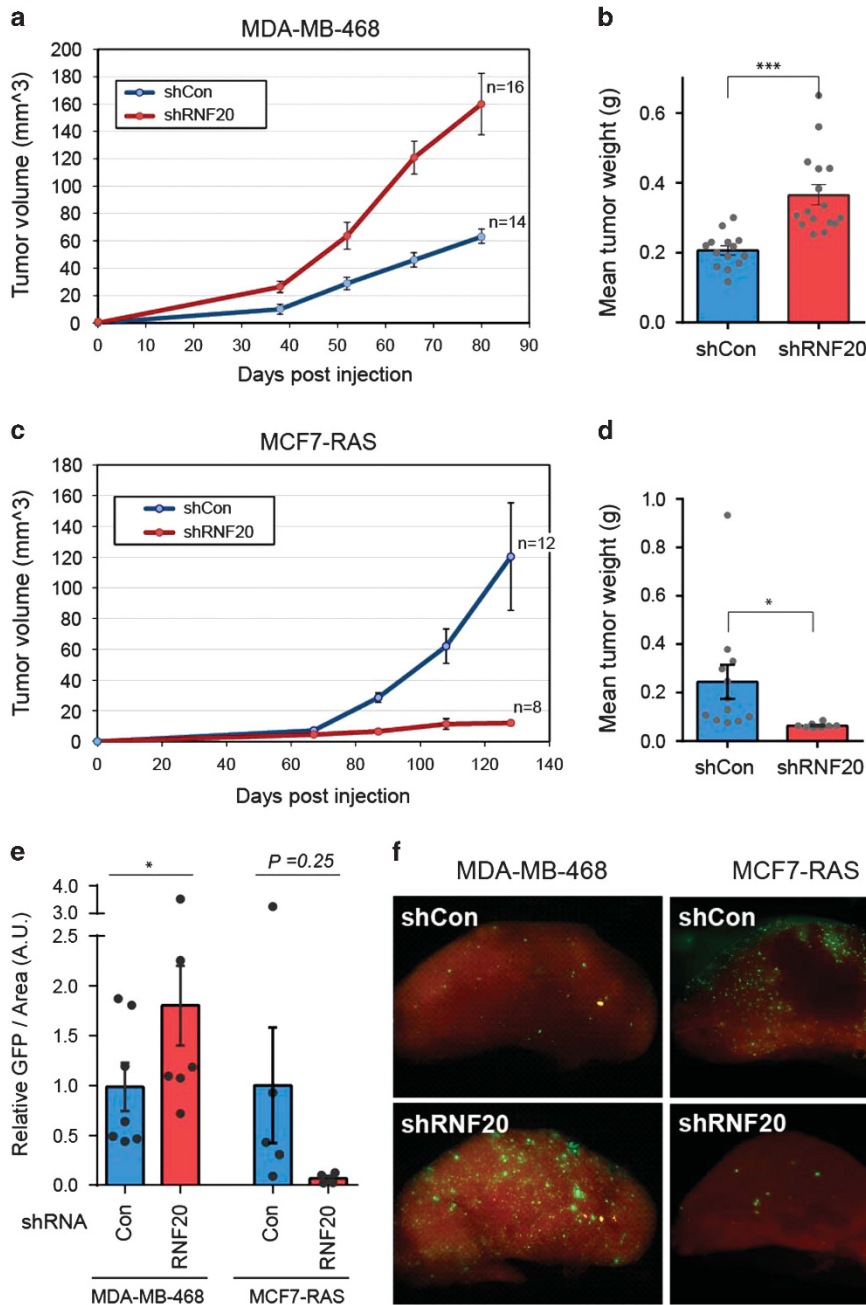 a
MDA-MB-468
Tumor volume (mm^3)
200
180
160
140
120
100
80
60
40
20
0
shCon
shRNF20
n=16
n=14
0 10 20 30 40 50 60 70 80 90
Days post injection
b
***
Mean tumor weight (g)
0.6
0.4
0.2
0.0
shCon shRNF20
c
MCF7-RAS
Tumor volume (mm^3)
180
160
140
120
100
80
60
40
20
0
shCon
shRNF20
n=12
n=8
0 20 40 60 80 100 120 140
Days post injection
d
*
Mean tumor weight (g)
1.0
0.8
0.6
0.4
0.2
0.0
shCon shRNF20
e
* P =0.25
Relative GFP / Area (A.U.)
4.0
3.0
2.5
2.0
1.5
1.0
0.5
0.0
shRNA
Con RNF20 Con RNF20
MDA-MB-468 MCF7-RAS
f
MDA-MB-468 MCF7-RAS
shCon shCon
shRNF20 shRNF20